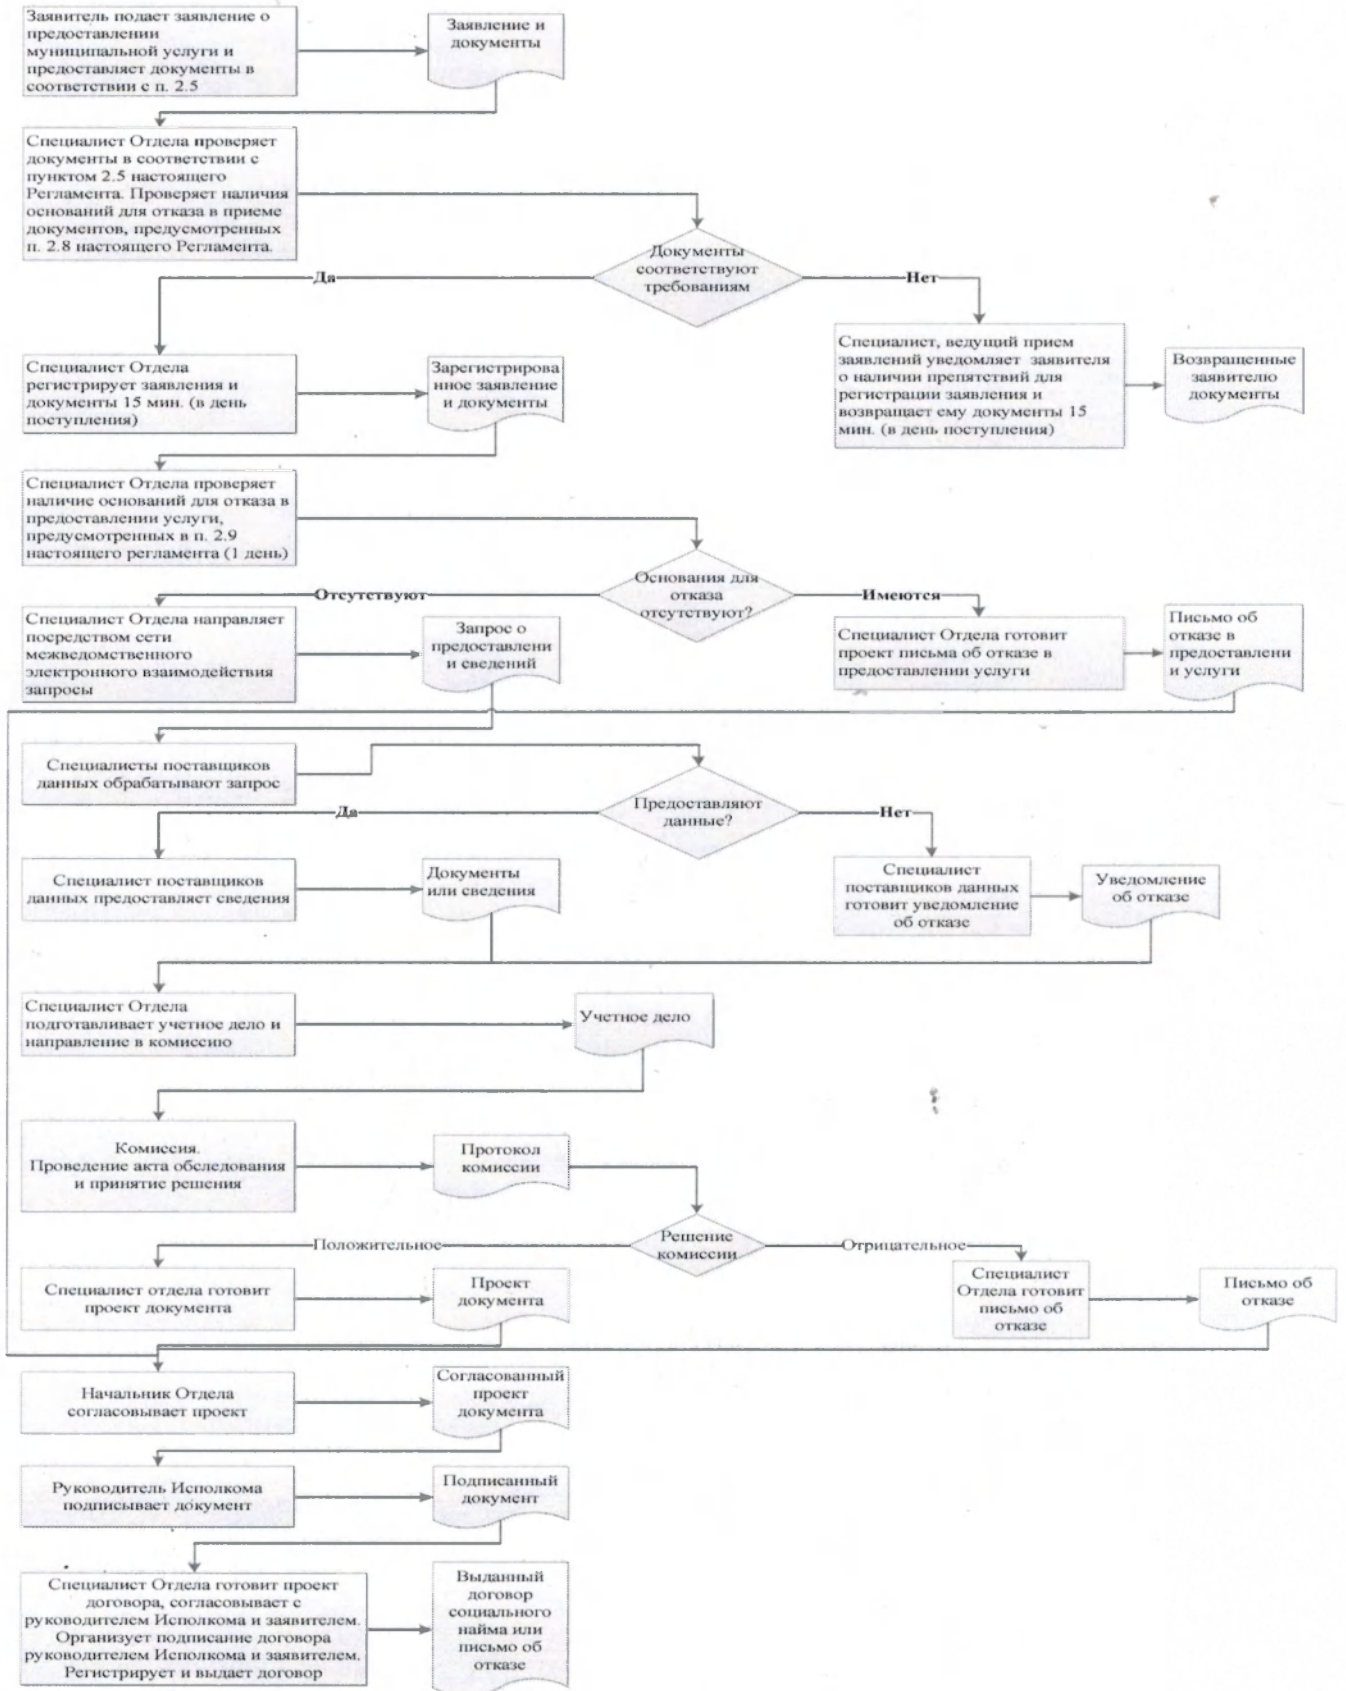 Заявитель подает заявление о
предоставлении
муниципальной услуги и
предоставляет документы в
соответствии с п. 2.5
Заявление и
документы
Специалист Отдела проверяет
документы в соответствии с
пунктом 2.5 настоящего
Регламента. Проверяет наличия
оснований для отказа в приеме
документов, предусмотренных
п. 2.8 настоящего Регламента.
Документы
соответствуют
требованиям
Да
Нет
Специалист Отдела
регистрирует заявления и
документы 15 мин. (в день
поступления)
Зарегистрирова
нное заявление
и документы
Специалист, ведущий прием
заявлений уведомляет заявителя
о наличии препятствий для
регистрации заявления и
возвращает ему документы 15
мин. (в день поступления)
Возвращенные
заявителю
документы
Специалист Отдела проверяет
наличие оснований для отказа в
предоставлении услуги,
предусмотренных в п. 2.9
настоящего регламента (1 день)
Основания для
отказа
отсутствуют?
Отсутствуют
Имеются
Специалист Отдела направляет
посредством сети
межведомственного
электронного взаимодействия
запросы
Запрос о
предоставлени
и сведений
Специалист Отдела готовит
проект письма об отказе в
предоставлении услуги
Письмо об
отказе в
предоставлени
и услуги
Специалисты поставщиков
данных обрабатывают запрос
Предоставляют
данные?
Да
Нет
Специалист поставщиков
данных предоставляет сведения
Документы
или сведения
Специалист
поставщиков данных
готовит уведомление
об отказе
Уведомление
об отказе
Специалист Отдела
подготавливает учетное дело и
направление в комиссию
Учетное дело
Комиссия.
Проведение акта обследования
и принятие решения
Протокол
комиссии
Решение
комиссии
Положительное
Отрицательное
Специалист отдела готовит
проект документа
Проект
документа
Специалист
Отдела готовит
письмо об
отказе
Письмо об
отказе
Начальник Отдела
согласовывает проект
Согласованный
проект
документа
Руководитель Исполкома
подписывает документ
Подписанный
документ
Специалист Отдела готовит проект
договора, согласовывает с
руководителем Исполкома и заявителем.
Организует подписание договора
руководителем Исполкома и заявителем.
Регистрирует и выдает договор
Выданный
договор
социального
найма или
письмо об
отказе